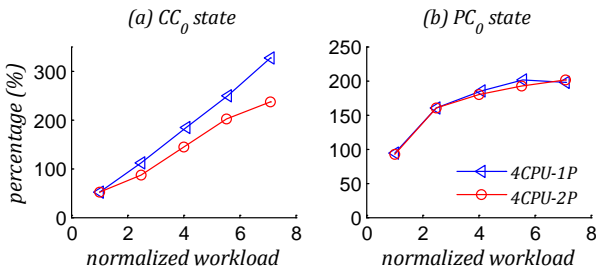 (a) CC0 state
(b) PC0 state
percentage (%)
300
200
100
0
0 2 4 6 8
normalized workload
250
200
150
100
50
0
4CPU-1P
4CPU-2P
0 2 4 6 8
normalized workload